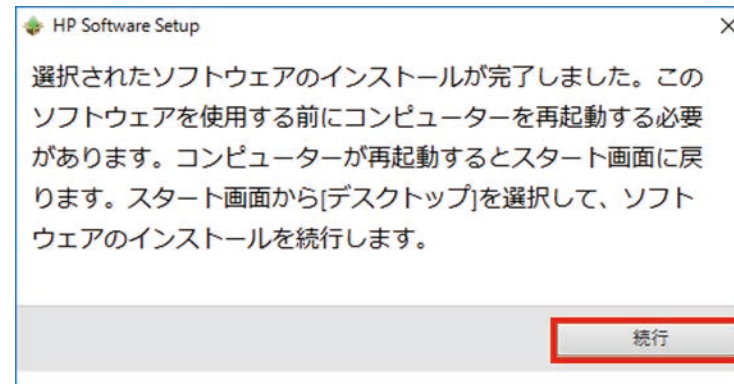 HP Software Setup
選択されたソフトウェアのインストールが完了しました。この
ソフトウェアを使用する前にコンピューターを再起動する必要
があります。コンピューターが再起動するとスタート画面に戻
ります。スタート画面から[デスクトップ]を選択して、ソフト
ウェアのインストールを続行します。
続行